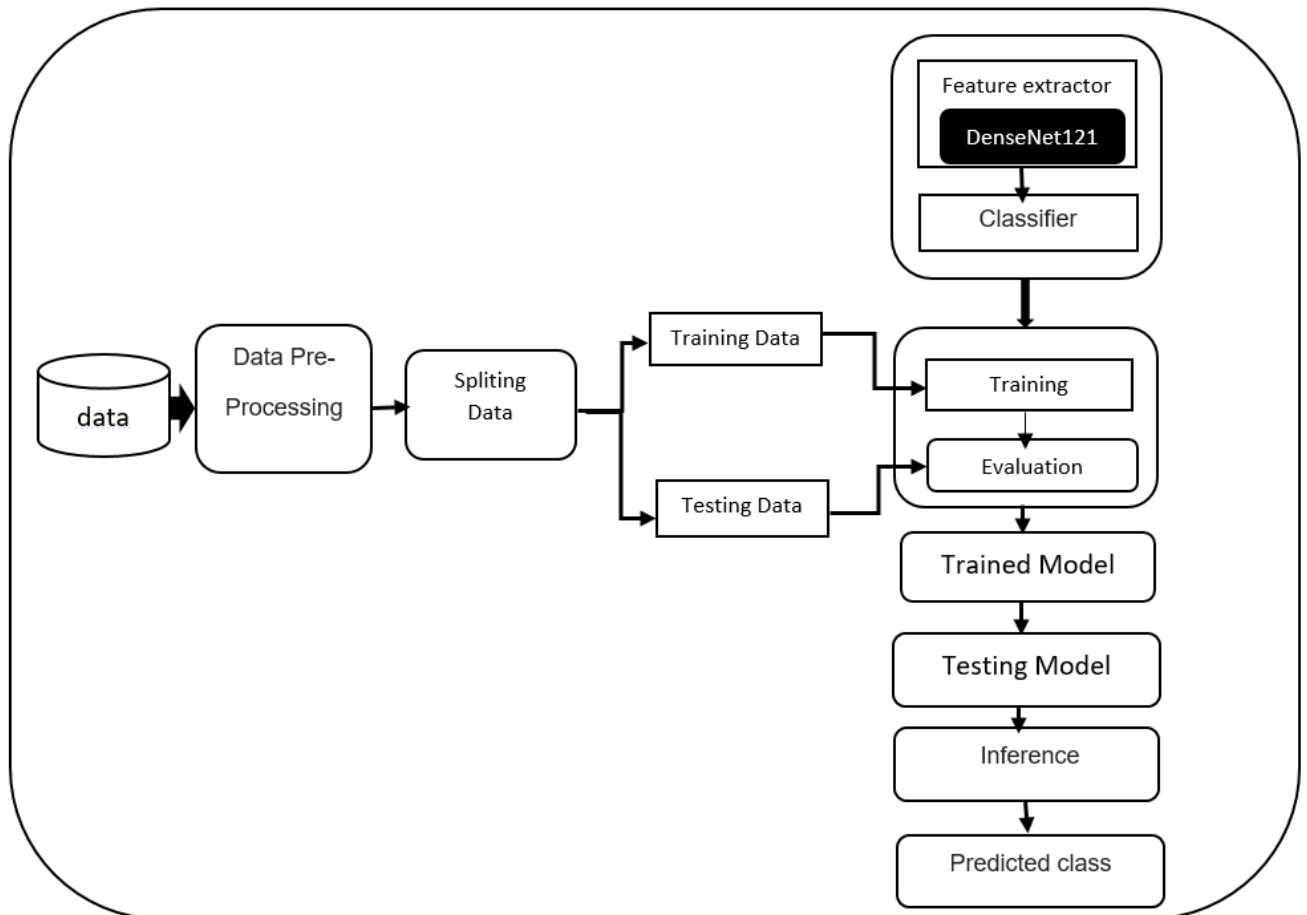 Feature extractor
DenseNet121
Classifier
data
Data Pre-
Processing
Spliting
Data
Training Data
Testing Data
Training
Evaluation
Trained Model
Testing Model
Inference
Predicted class